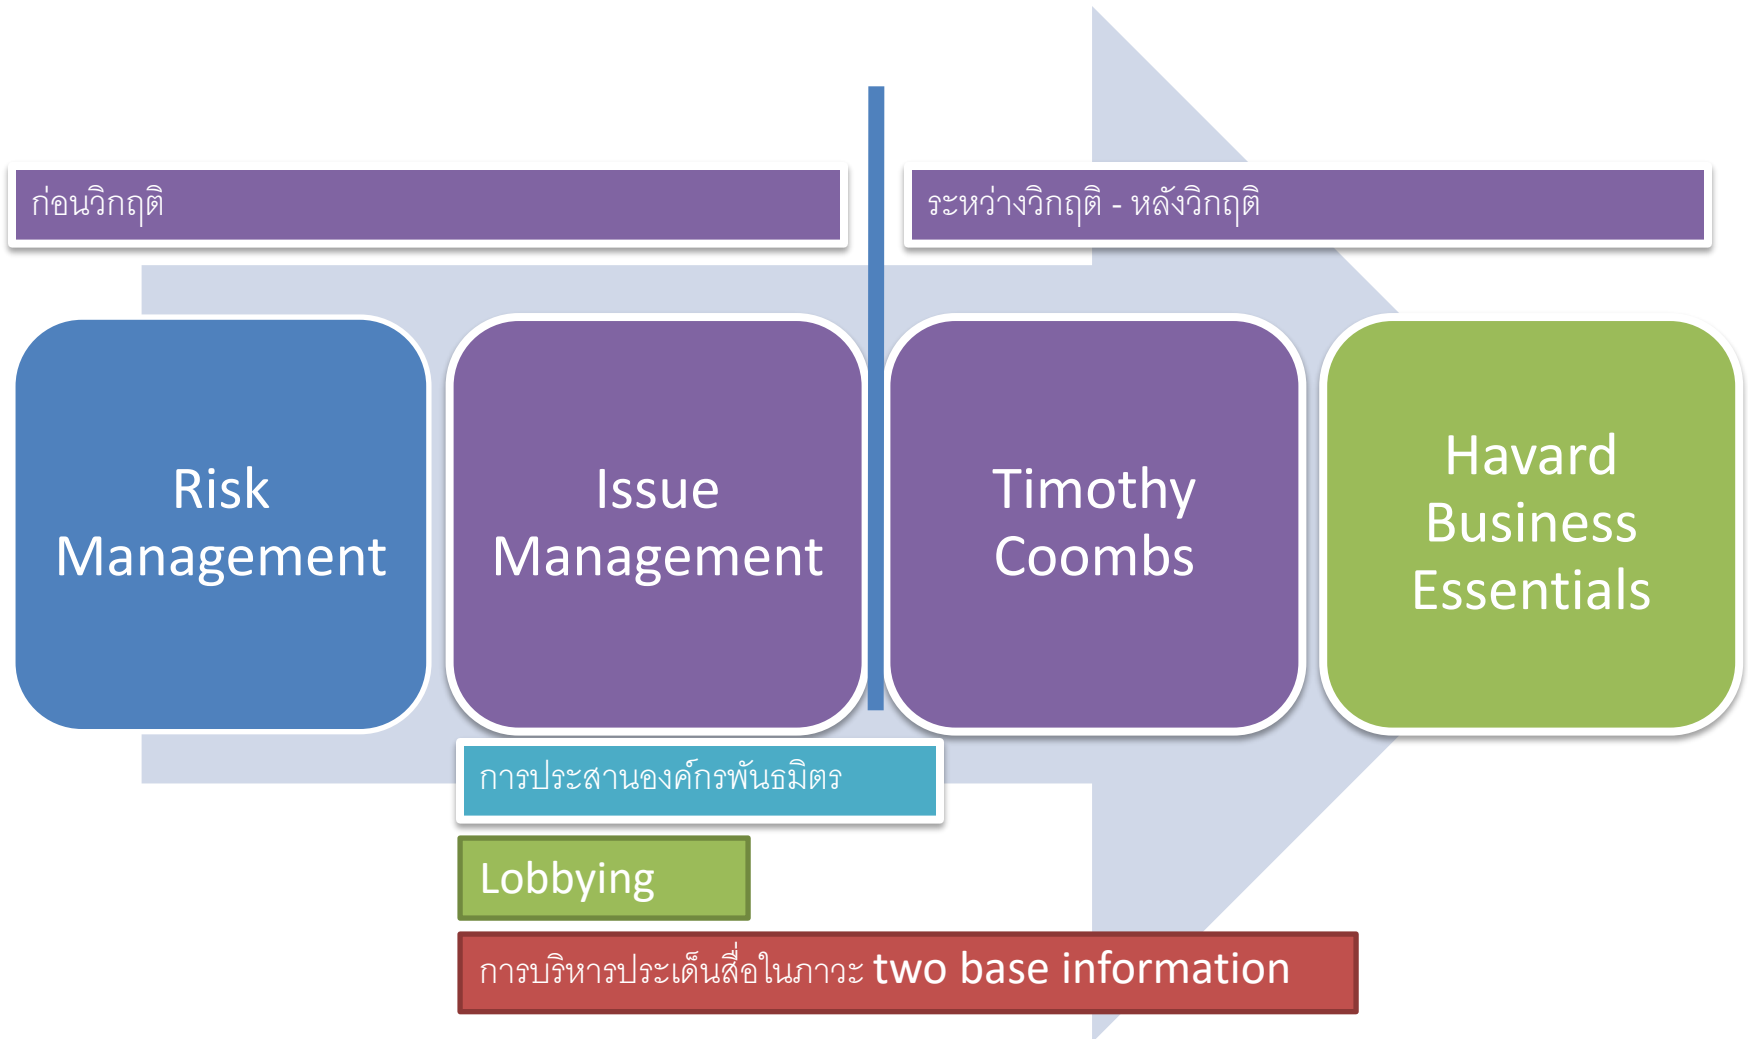 ก่อนวิกฤติ
ระหว่างวิกฤติ - หลังวิกฤติ
Risk
Management
Issue
Management
Timothy
Coombs
Havard
Business
Essentials
การประสานองค์กรพันธมิตร
Lobbying
การบริหารประเด็นสื่อในภาวะ two base information